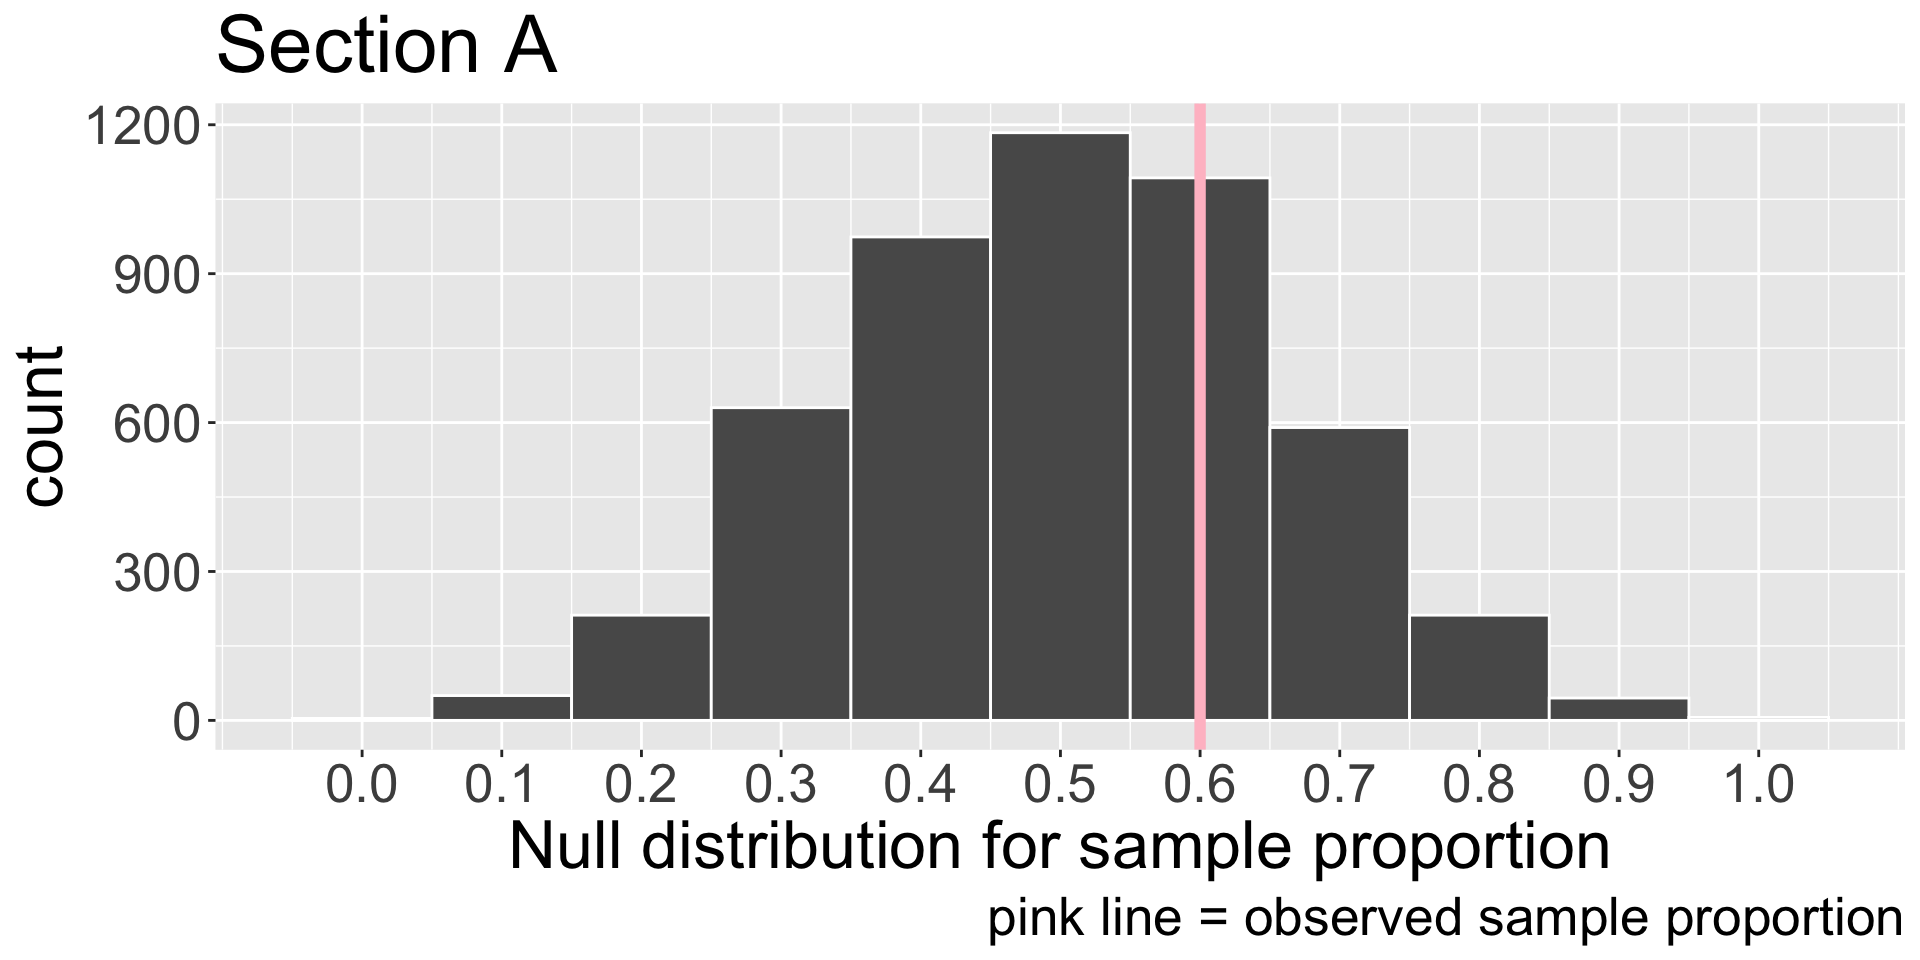 Section A
1200
900
600
300
0
count
0.0 0.1 0.2 0.3 0.4 0.5 0.6 0.7 0.8 0.9 1.0
Null distribution for sample proportion
pink line = observed sample proportion